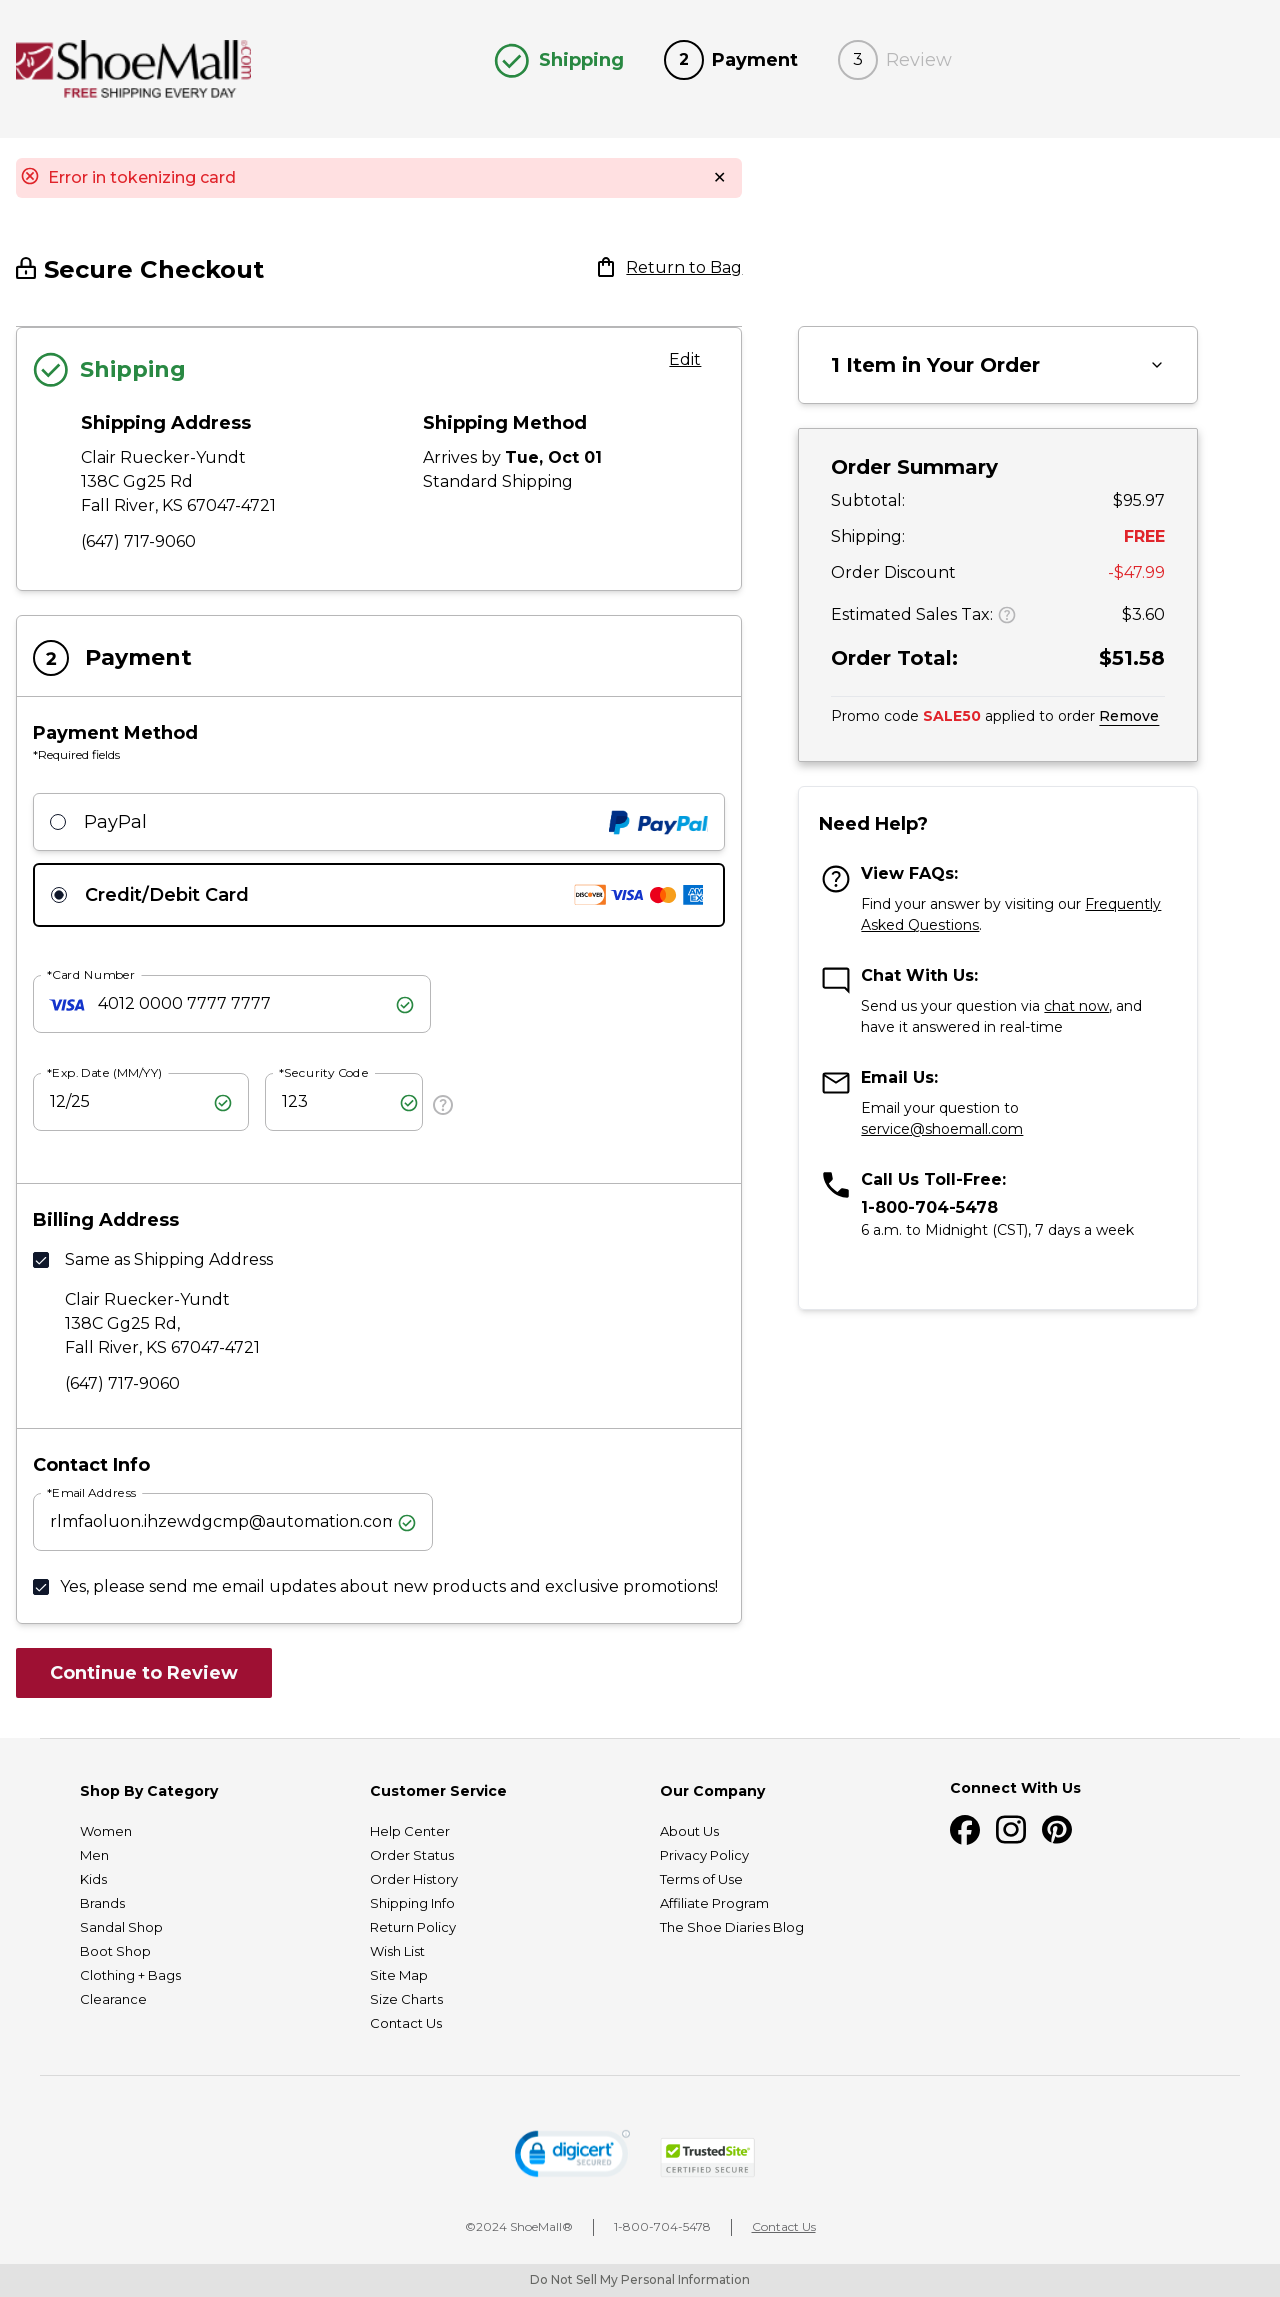 ShoeMall®.com
FREE SHIPPING EVERY DAY
Shipping
2 Payment
3 Review
Error in tokenizing card
Secure Checkout
Return to Bag
Shipping
Edit
Shipping Address
Clair Ruecker-Yundt
138C Gg25 Rd
Fall River, KS 67047-4721
(647) 717-9060
Shipping Method
Arrives by Tue, Oct 01
Standard Shipping
2 Payment
Payment Method
*Required fields
PayPal
PayPal
Credit/Debit Card
DISCOVER VISA AMEX
*Card Number
VISA 4012 0000 7777 7777
*Exp. Date (MM/YY)
12/25
*Security Code
123
Billing Address
Same as Shipping Address
Clair Ruecker-Yundt
138C Gg25 Rd,
Fall River, KS 67047-4721
(647) 717-9060
Contact Info
*Email Address
rlmfaoluon.ihzewdgcmp@automation.com
Yes, please send me email updates about new products and exclusive promotions!
Continue to Review
1 Item in Your Order
Order Summary
Subtotal: $95.97
Shipping: FREE
Order Discount -$47.99
Estimated Sales Tax: $3.60
Order Total: $51.58
Promo code SALE50 applied to order Remove
Need Help?
View FAQs:
Find your answer by visiting our Frequently
Asked Questions.
Chat With Us:
Send us your question via chat now, and
have it answered in real-time
Email Us:
Email your question to
service@shoemall.com
Call Us Toll-Free:
1-800-704-5478
6 a.m. to Midnight (CST), 7 days a week
Shop By Category
Women
Men
Kids
Brands
Sandal Shop
Boot Shop
Clothing + Bags
Clearance
Customer Service
Help Center
Order Status
Order History
Shipping Info
Return Policy
Wish List
Site Map
Size Charts
Contact Us
Our Company
About Us
Privacy Policy
Terms of Use
Affiliate Program
The Shoe Diaries Blog
Connect With Us
digicert
SECURED
TrustedSite
CERTIFIED SECURE
©2024 ShoeMall®
1-800-704-5478
Contact Us
Do Not Sell My Personal Information